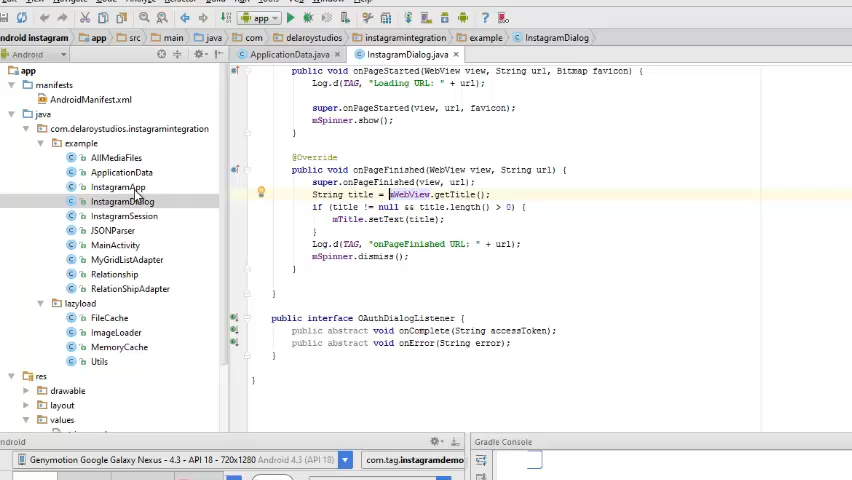 app
ndroid instagram app src main java com delaroystudios instagramintegration example InstagramDialog
Android
ApplicationData.java InstagramDialog.java
app
manifests
AndroidManifest.xml
java
com.delaroystudios.instagramintegration
example
AllMediaFiles
ApplicationData
InstagramApp
InstagramDialog
InstagramSession
JSONParser
MainActivity
MyGridListAdapter
Relationship
RelationShipAdapter
lazyload
FileCache
ImageLoader
MemoryCache
Utils
res
drawable
layout
values
public void onPageStarted(WebView view, String url, Bitmap favicon) {
Log.d(TAG, "Loading URL: " + url);
super.onPageStarted(view, url, favicon);
mSpinner.show();
}
@Override
public void onPageFinished(WebView view, String url) {
super.onPageFinished(view, url);
String title = mWebView.getTitle();
if (title != null && title.length() > 0) {
mTitle.setText(title);
}
Log.d(TAG, "onPageFinished URL: " + url);
mSpinner.dismiss();
}
}
public interface OAuthDialogListener {
public abstract void onComplete(String accessToken);
public abstract void onError(String error);
}
}
ndroid
Gradle Console
Genymotion Google Galaxy Nexus - 4.3 - API 18 - 720x1280 Android 4.3 (API 18) com.tag.instagramdemo